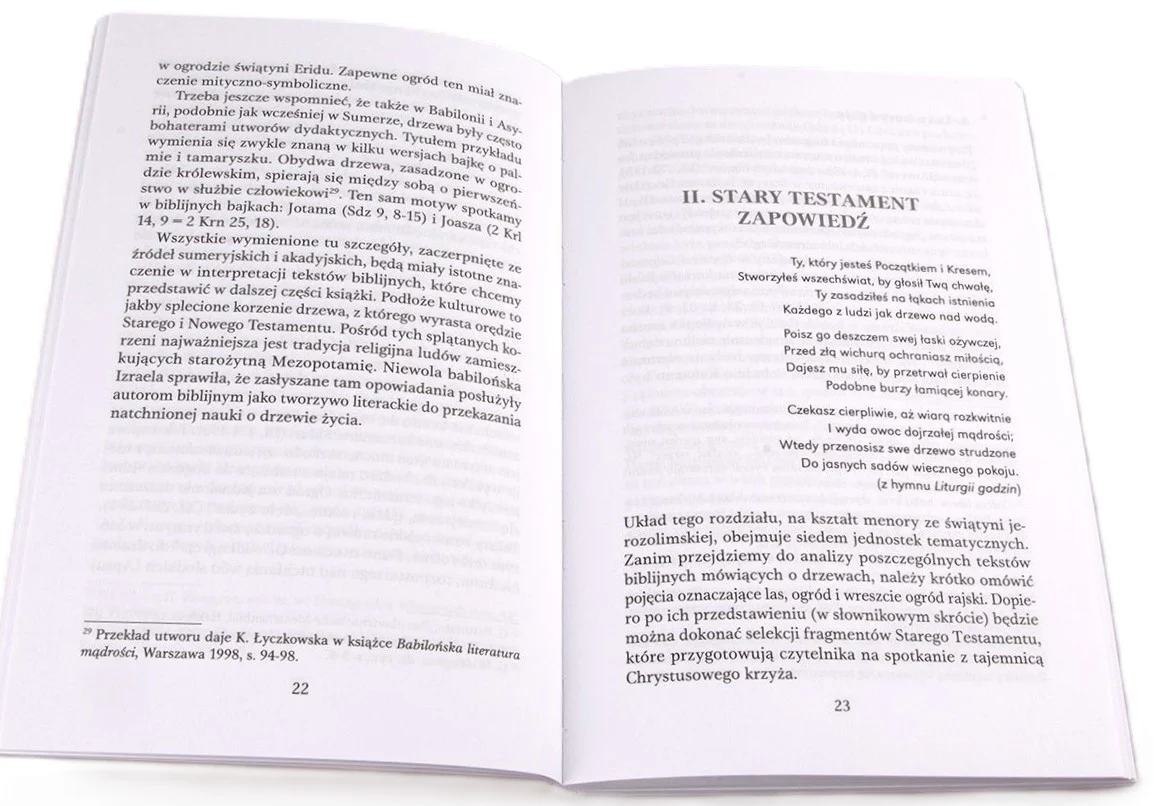 w ogrodzie świątyni Eridu. Zapewne ogród ten miał zna-
czenie mityczno-symboliczne.
Trzeba jeszcze wspomnieć, że także w Babilonii i Asy-
rii, podobnie jak wcześniej w Sumerze, drzewa były często
bohaterami utworów dydaktycznych. Tytułem przykładu
wymienia się zwykle znaną w kilku wersjach bajkę o pal-
mie i tamaryszku. Obydwa drzewa, zasadzone w ogro-
dzie królewskim, spierają się między sobą o pierwszeń-
stwo w służbie człowiekowi²⁹. Ten sam motyw spotkamy
w biblijnych bajkach: Jotama (Sdz 9, 8-15) i Joasza (2 Krl
14, 9 = 2 Krn 25, 18).
Wszystkie wymienione tu szczegóły, zaczerpnięte ze
źródeł sumeryjskich i akadyjskich, będą miały istotne zna-
czenie w interpretacji tekstów biblijnych, które chcemy
przedstawić w dalszej części książki. Podłoże kulturowe to
jakby splecione korzenie drzewa, z którego wyrasta orędzie
Starego i Nowego Testamentu. Pośród tych splątanych ko-
rzeni najważniejsza jest tradycja religijna ludów zamiesz-
kujących starożytną Mezopotamię. Niewola babilońska
Izraela sprawiła, że zasłyszane tam opowiadania posłużyły
autorom biblijnym jako tworzywo literackie do przekazania
natchnionej nauki o drzewie życia.
²⁹ Przekład utworu daje K. Łyczkowska w książce Babilońska literatura
mądrości, Warszawa 1998, s. 94-98.
22
II. STARY TESTAMENT
ZAPOWIEDŹ
Ty, który jesteś Początkiem i Kresem,
Stworzyłeś wszechświat, by głosił Twą chwałę,
Ty zasadziłeś na łąkach istnienia
Każdego z ludzi jak drzewo nad wodą.
Poisz go deszczem swej łaski ożywczej,
Przed złą wichurą ochraniasz miłością,
Dajesz mu siłę, by przetrwał cierpienie
Podobne burzy łamiącej konary.
Czekasz cierpliwie, aż wiarą rozkwitnie
I wyda owoc dojrzałej mądrości;
Wtedy przenosisz swe drzewo strudzone
Do jasnych sadów wiecznego pokoju.
(z hymnu Liturgii godzin)
Układ tego rozdziału, na kształt menory ze świątyni je-
rozolimskiej, obejmuje siedem jednostek tematycznych.
Zanim przejdziemy do analizy poszczególnych tekstów
biblijnych mówiących o drzewach, należy krótko omówić
pojęcia oznaczające las, ogród i wreszcie ogród rajski. Dopie-
ro po ich przedstawieniu (w słownikowym skrócie) będzie
można dokonać selekcji fragmentów Starego Testamentu,
które przygotowują czytelnika na spotkanie z tajemnicą
Chrystusowego krzyża.
23